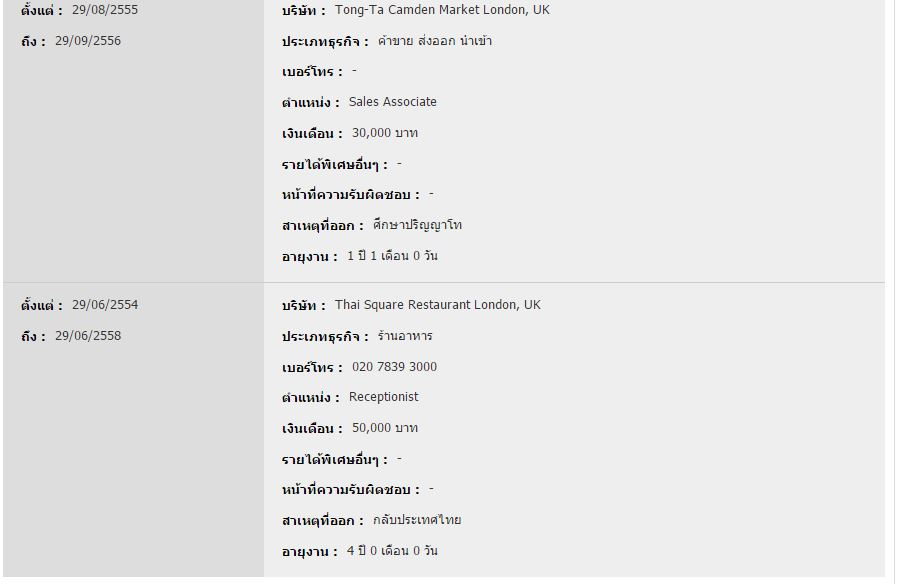 ตั้งแต่ : 29/08/2555
ถึง : 29/09/2556
บริษัท : Tong-Ta Camden Market London, UK
ประเภทธุรกิจ : ค้าขาย ส่งออก นำเข้า
เบอร์โทร : -
ตำแหน่ง : Sales Associate
เงินเดือน : 30,000 บาท
รายได้พิเศษอื่นๆ : -
หน้าที่ความรับผิดชอบ : -
สาเหตุที่ออก : ศึกษาปริญญาโท
อายุงาน : 1 ปี 1 เดือน 0 วัน
ตั้งแต่ : 29/06/2554
ถึง : 29/06/2558
บริษัท : Thai Square Restaurant London, UK
ประเภทธุรกิจ : ร้านอาหาร
เบอร์โทร : 020 7839 3000
ตำแหน่ง : Receptionist
เงินเดือน : 50,000 บาท
รายได้พิเศษอื่นๆ : -
หน้าที่ความรับผิดชอบ : -
สาเหตุที่ออก : กลับประเทศไทย
อายุงาน : 4 ปี 0 เดือน 0 วัน